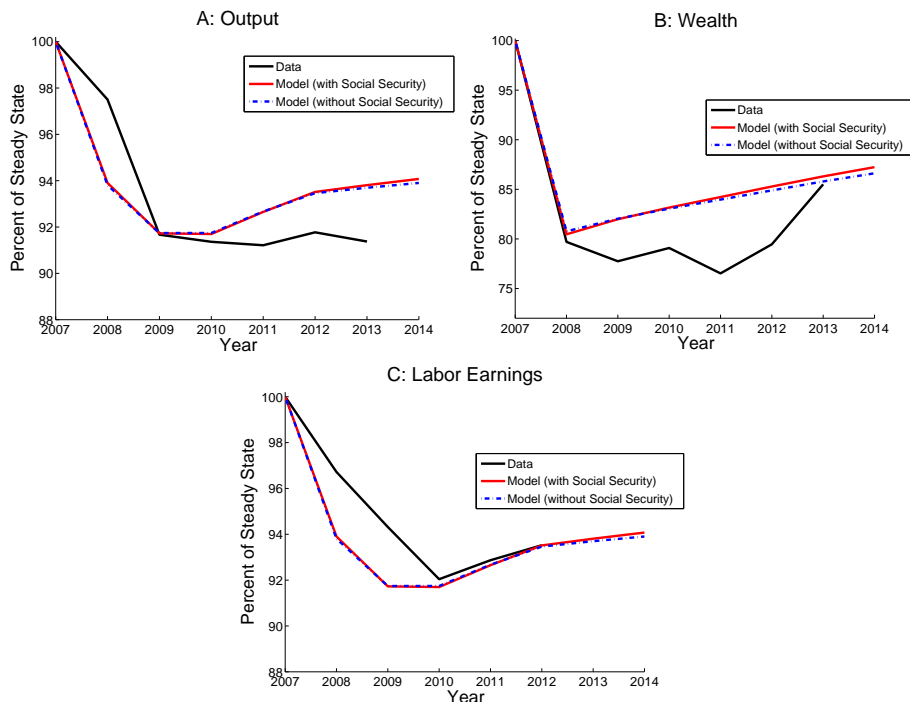 A: Output
100
98
96
94
92
90
88
Percent of Steady State
Data
Model (with Social Security)
Model (without Social Security)
2007 2008 2009 2010 2011 2012 2013 2014
Year
B: Wealth
100
95
90
85
80
75
Percent of Steady State
Data
Model (with Social Security)
Model (without Social Security)
2007 2008 2009 2010 2011 2012 2013 2014
Year
C: Labor Earnings
100
98
96
94
92
90
88
Percent of Steady State
Data
Model (with Social Security)
Model (without Social Security)
2007 2008 2009 2010 2011 2012 2013 2014
Year